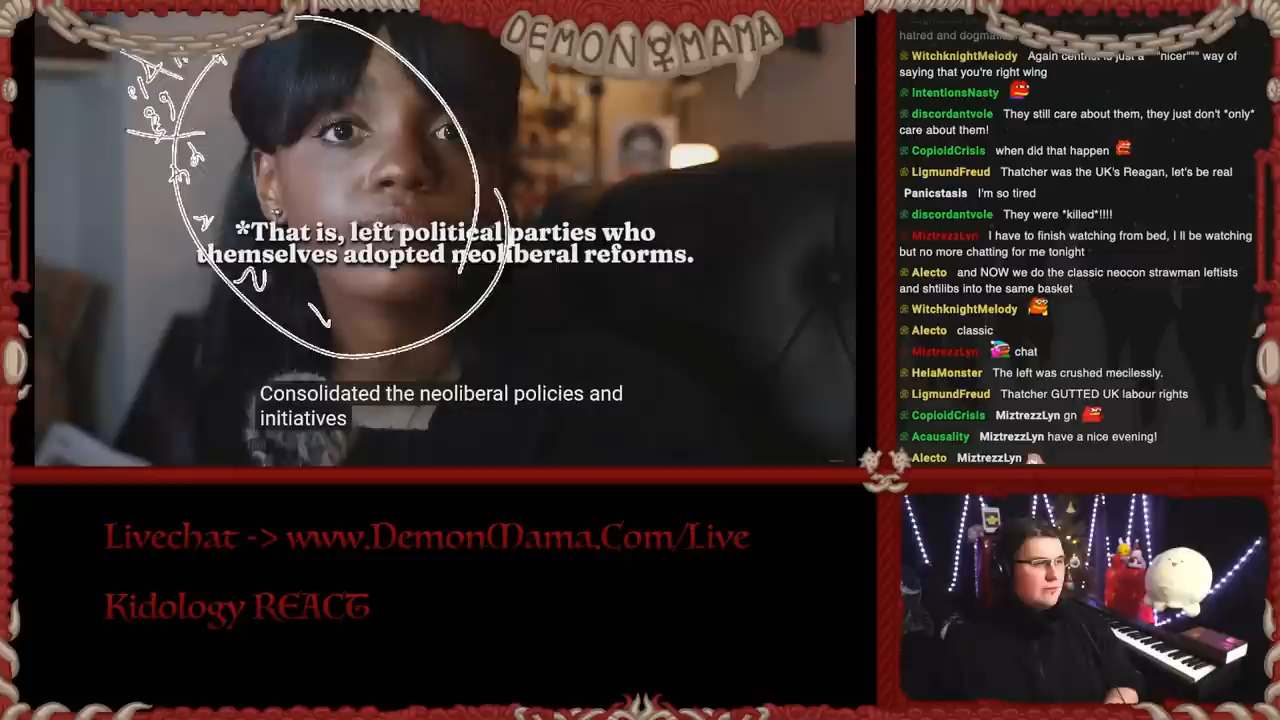 DEMON MAMA
*That is, left political parties who
themselves adopted neoliberal reforms.
Consolidated the neoliberal policies and
initiatives
hatred and dogma
WitchknightMelody Again centrist is just a ""nicer"" way of
saying that you're right wing
IntentionsNasty
discordantvole They still care about them, they just don't *only*
care about them!
CopioidCrisis when did that happen
LigmundFreud Thatcher was the UK's Reagan, let's be real
Panicstasis I'm so tired
discordantvole They were *killed*!!!!
MiztrezzLyn I have to finish watching from bed, I ll be watching
but no more chatting for me tonight
Alecto and NOW we do the classic neocon strawman leftists
and shtilibs into the same basket
WitchknightMelody
Alecto classic
MiztrezzLyn chat
HelaMonster The left was crushed mecilessly.
LigmundFreud Thatcher GUTTED UK labour rights
CopioidCrisis MiztrezzLyn gn
Acausality MiztrezzLyn have a nice evening!
Alecto MiztrezzLyn
Livechat -> www.DemonMama.Com/Live
Kidology REACT